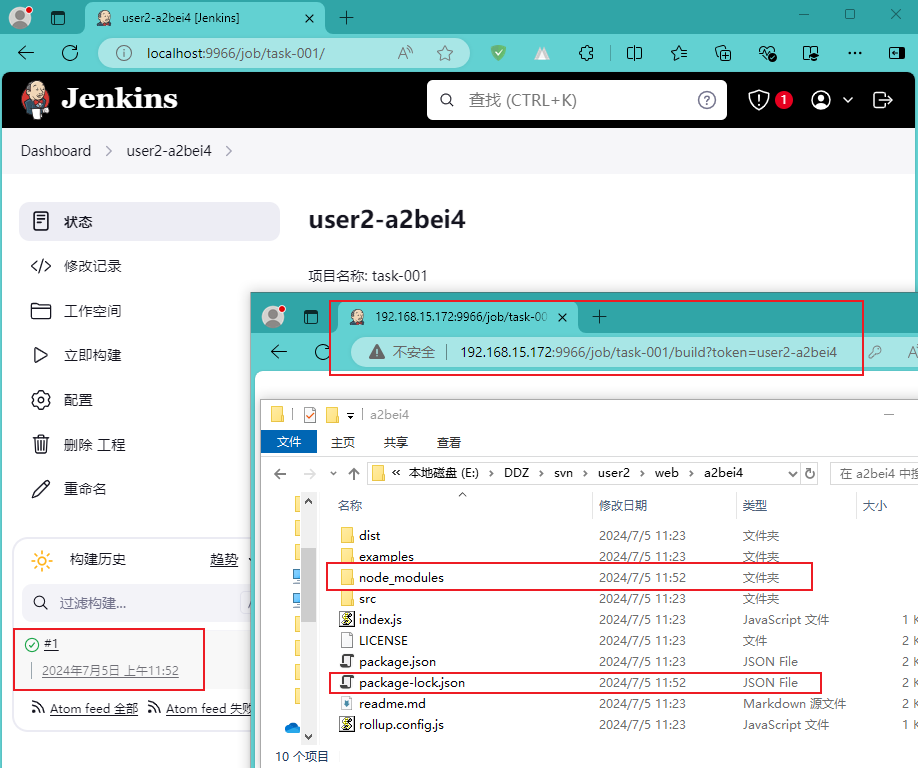 user2-a2bei4 [Jenkins]
localhost:9966/job/task-001/
Jenkins
查找 (CTRL+K)
1
Dashboard
user2-a2bei4
状态
修改记录
工作空间
立即构建
配置
删除 工程
重命名
user2-a2bei4
项目名称: task-001
构建历史
趋势
过滤构建...
#1
2024年7月5日 上午11:52
Atom feed 全部
Atom feed 失败
192.168.15.172:9966/job/task-00
不安全
192.168.15.172:9966/job/task-001/build?token=user2-a2bei4
a2bei4
文件 主页 共享 查看
« 本地磁盘 (E:) › DDZ › svn › user2 › web › a2bei4
在 a2bei4 中搜
名称 修改日期 类型 大小
dist 2024/7/5 11:23 文件夹
examples 2024/7/5 11:23 文件夹
node_modules 2024/7/5 11:52 文件夹
src 2024/7/5 11:23 文件夹
index.js 2024/7/5 11:23 JavaScript 文件 1 K
LICENSE 2024/7/5 11:23 文件 2 K
package.json 2024/7/5 11:23 JSON File 2 K
package-lock.json 2024/7/5 11:52 JSON File 2 K
readme.md 2024/7/5 11:23 Markdown 源文件 2 K
rollup.config.js 2024/7/5 11:23 JavaScript 文件 1 K
10 个项目